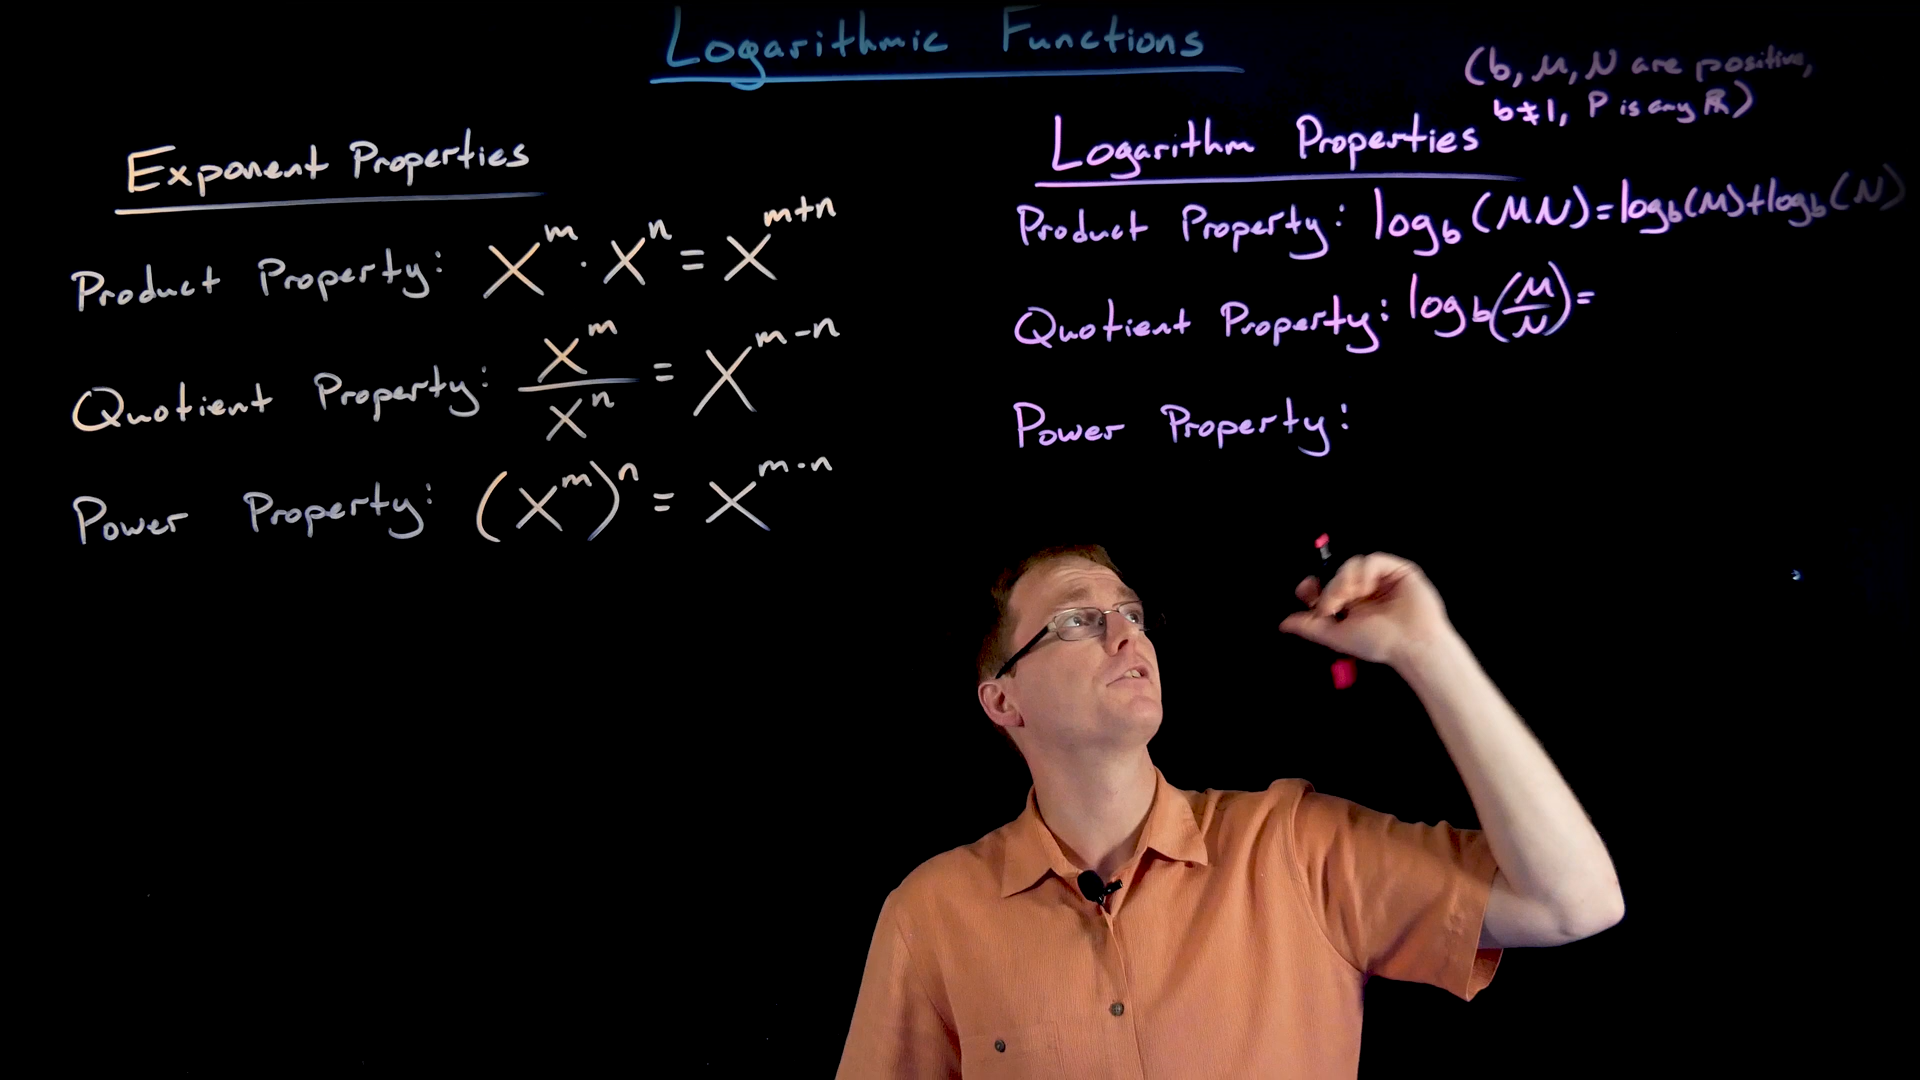 Logarithmic Functions
(b, M, N are positive,
b≠1, P is any ℝ)
Exponent Properties
Product Property: x^m · x^n = x^(m+n)
Quotient Property: x^m / x^n = x^(m-n)
Power Property: (x^m)^n = x^(m·n)
Logarithm Properties
Product Property: log_b (MN) = log_b (M) + log_b (N)
Quotient Property: log_b (M/N) =
Power Property: